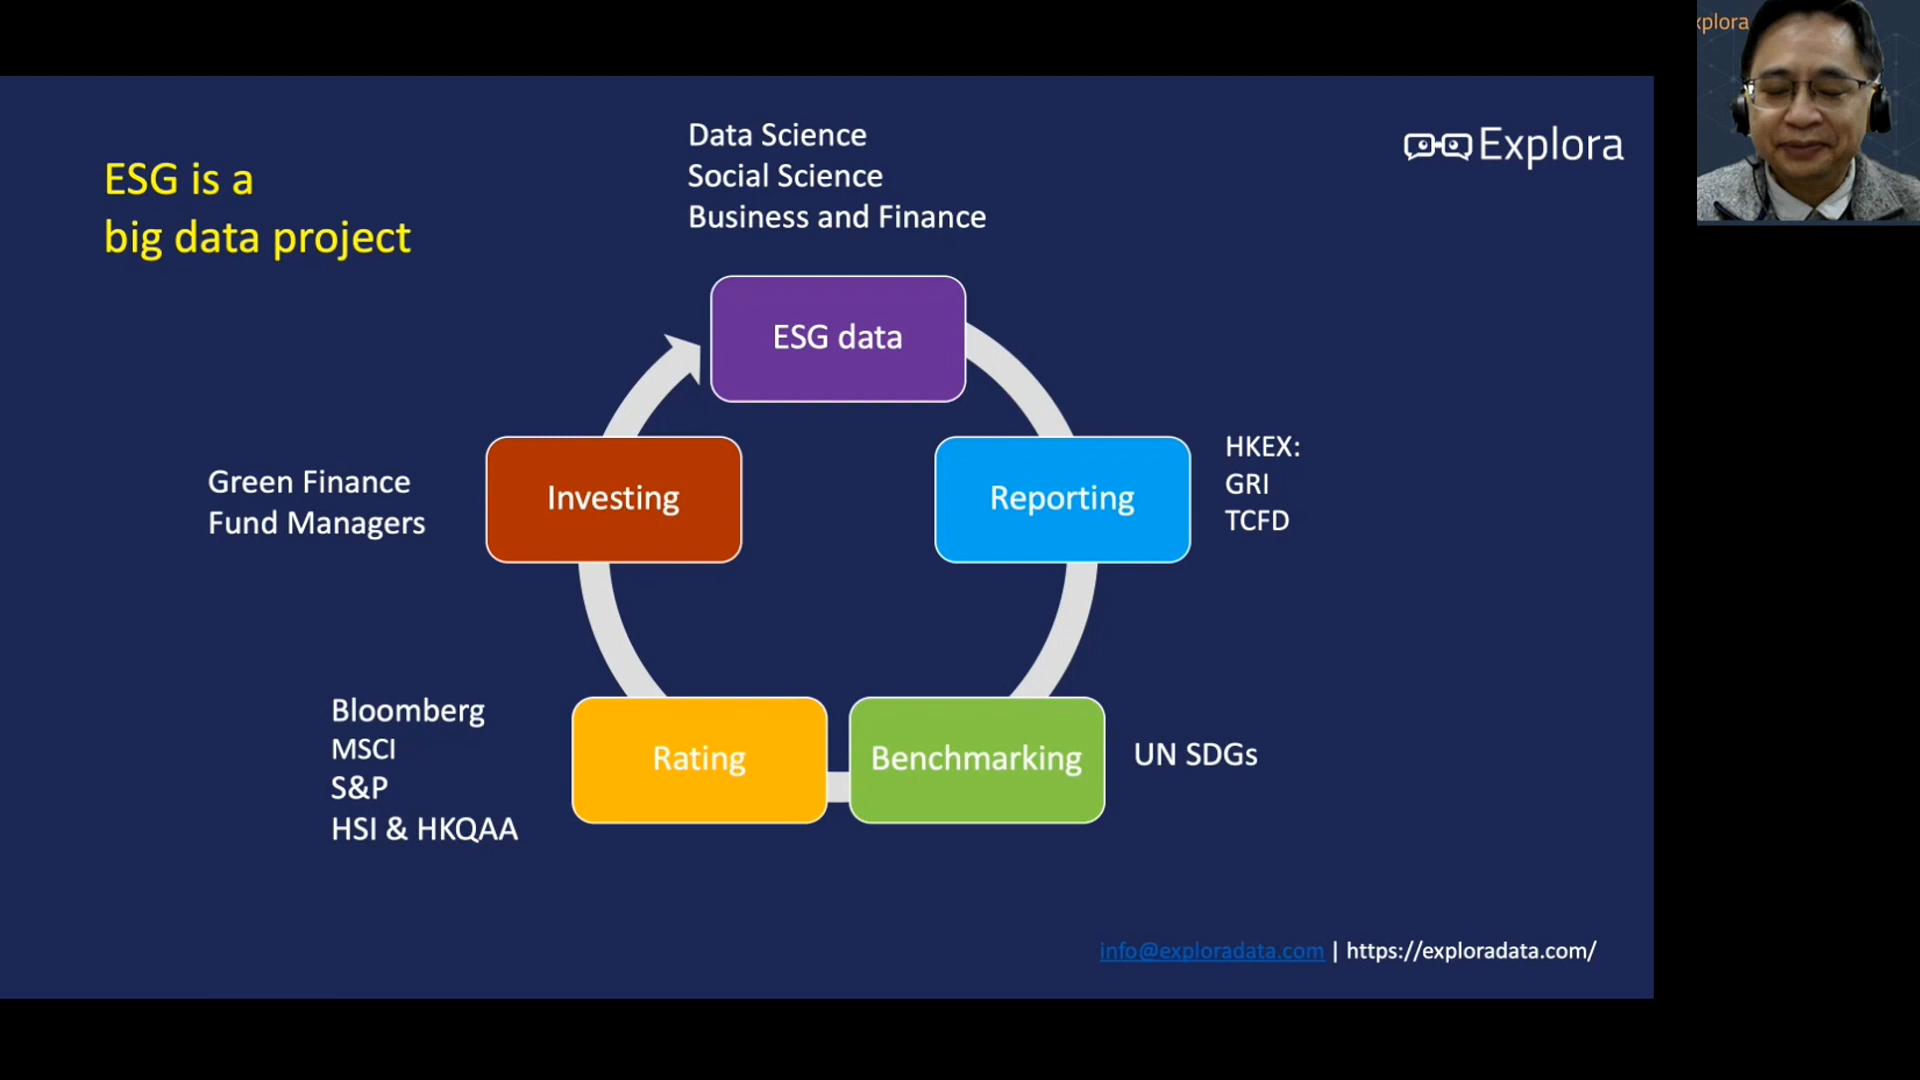 ESG is a
big data project
Data Science
Social Science
Business and Finance
Explora
xplora
ESG data
Investing
Reporting
Green Finance
Fund Managers
HKEX:
GRI
TCFD
Rating
Benchmarking
Bloomberg
MSCI
S&P
HSI & HKQAA
UN SDGs
info@exploradata.com | https://exploradata.com/